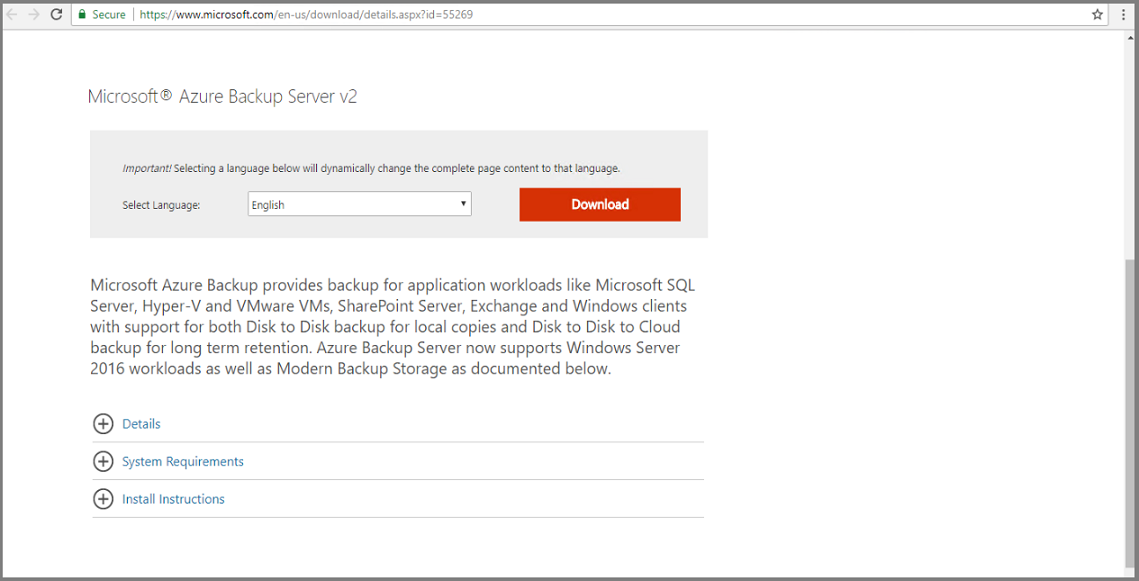 Secure | https://www.microsoft.com/en-us/download/details.aspx?id=55269
Microsoft® Azure Backup Server v2
Important! Selecting a language below will dynamically change the complete page content to that language.
Select Language: English Download
Microsoft Azure Backup provides backup for application workloads like Microsoft SQL
Server, Hyper-V and VMware VMs, SharePoint Server, Exchange and Windows clients
with support for both Disk to Disk backup for local copies and Disk to Disk to Cloud
backup for long term retention. Azure Backup Server now supports Windows Server
2016 workloads as well as Modern Backup Storage as documented below.
Details
System Requirements
Install Instructions